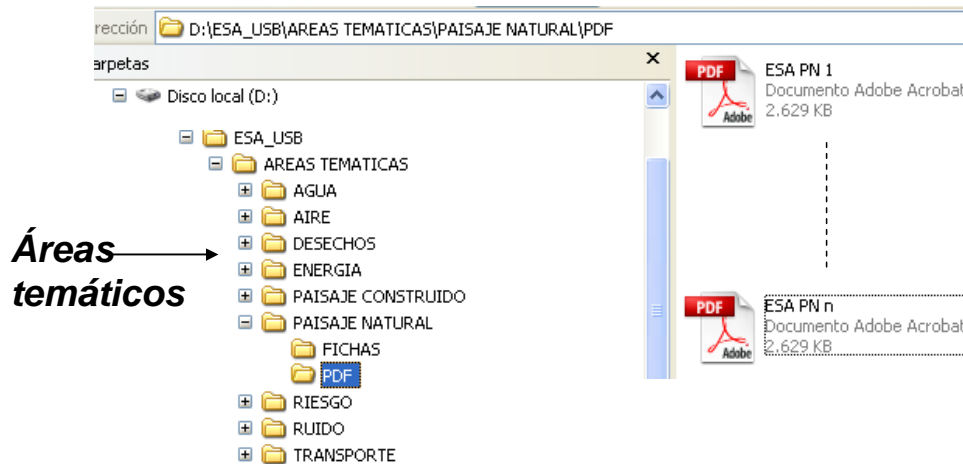 rección D:\ESA_USB\AREAS TEMATICAS\PAISAJE NATURAL\PDF
arpetas
Disco local (D:)
ESA_USB
AREAS TEMATICAS
AGUA
AIRE
DESECHOS
ENERGIA
PAISAJE CONSTRUIDO
PAISAJE NATURAL
FICHAS
PDF
RIESGO
RUIDO
TRANSPORTE
Áreas
temáticos
PDF
Adobe
ESA PN 1
Documento Adobe Acrobat
2.629 KB
PDF
Adobe
ESA PN n
Documento Adobe Acrobat
2.629 KB